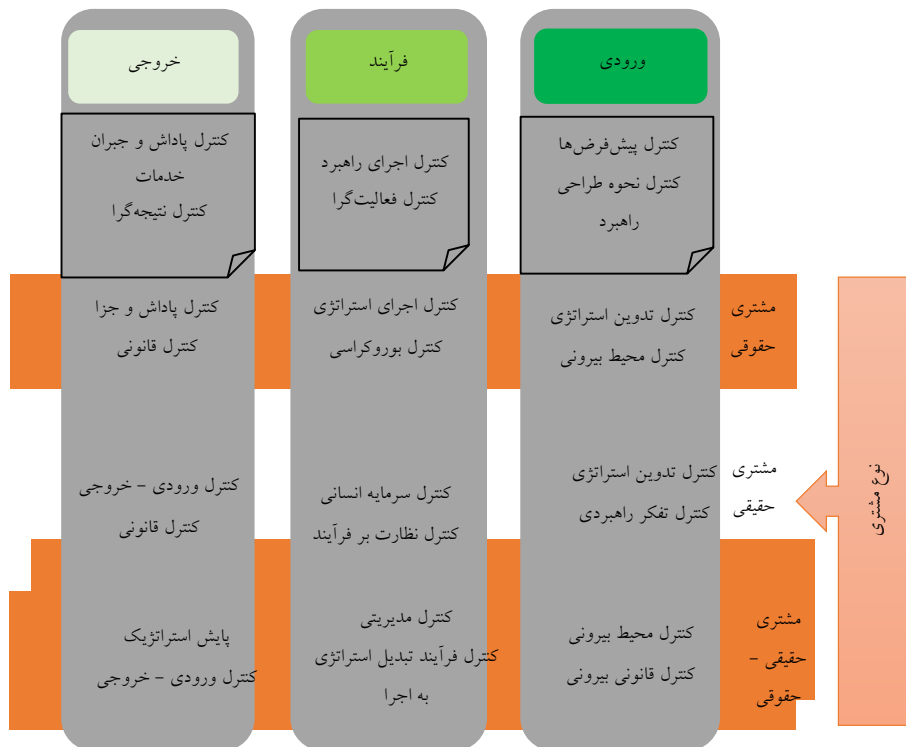 ورودی
فرآیند
خروجی
کنترل پیش‌فرض‌ها
کنترل نحوه طراحی
راهبرد
کنترل اجرای راهبرد
کنترل فعالیت‌گرا
کنترل پاداش و جبران
خدمات
کنترل نتیجه‌گرا
مشتری
حقوقی
کنترل تدوین استراتژی
کنترل محیط بیرونی
کنترل اجرای استراتژی
کنترل بوروکراسی
کنترل پاداش و جزا
کنترل قانونی
مشتری
حقیقی
کنترل تدوین استراتژی
کنترل تفکر راهبردی
کنترل سرمایه انسانی
کنترل نظارت بر فرآیند
کنترل ورودی – خروجی
کنترل قانونی
مشتری
حقیقی –
حقوقی
کنترل محیط بیرونی
کنترل قانونی بیرونی
کنترل مدیریتی
کنترل فرآیند تبدیل استراتژی
به اجرا
پایش استراتژیک
کنترل ورودی – خروجی
نوع مشتری